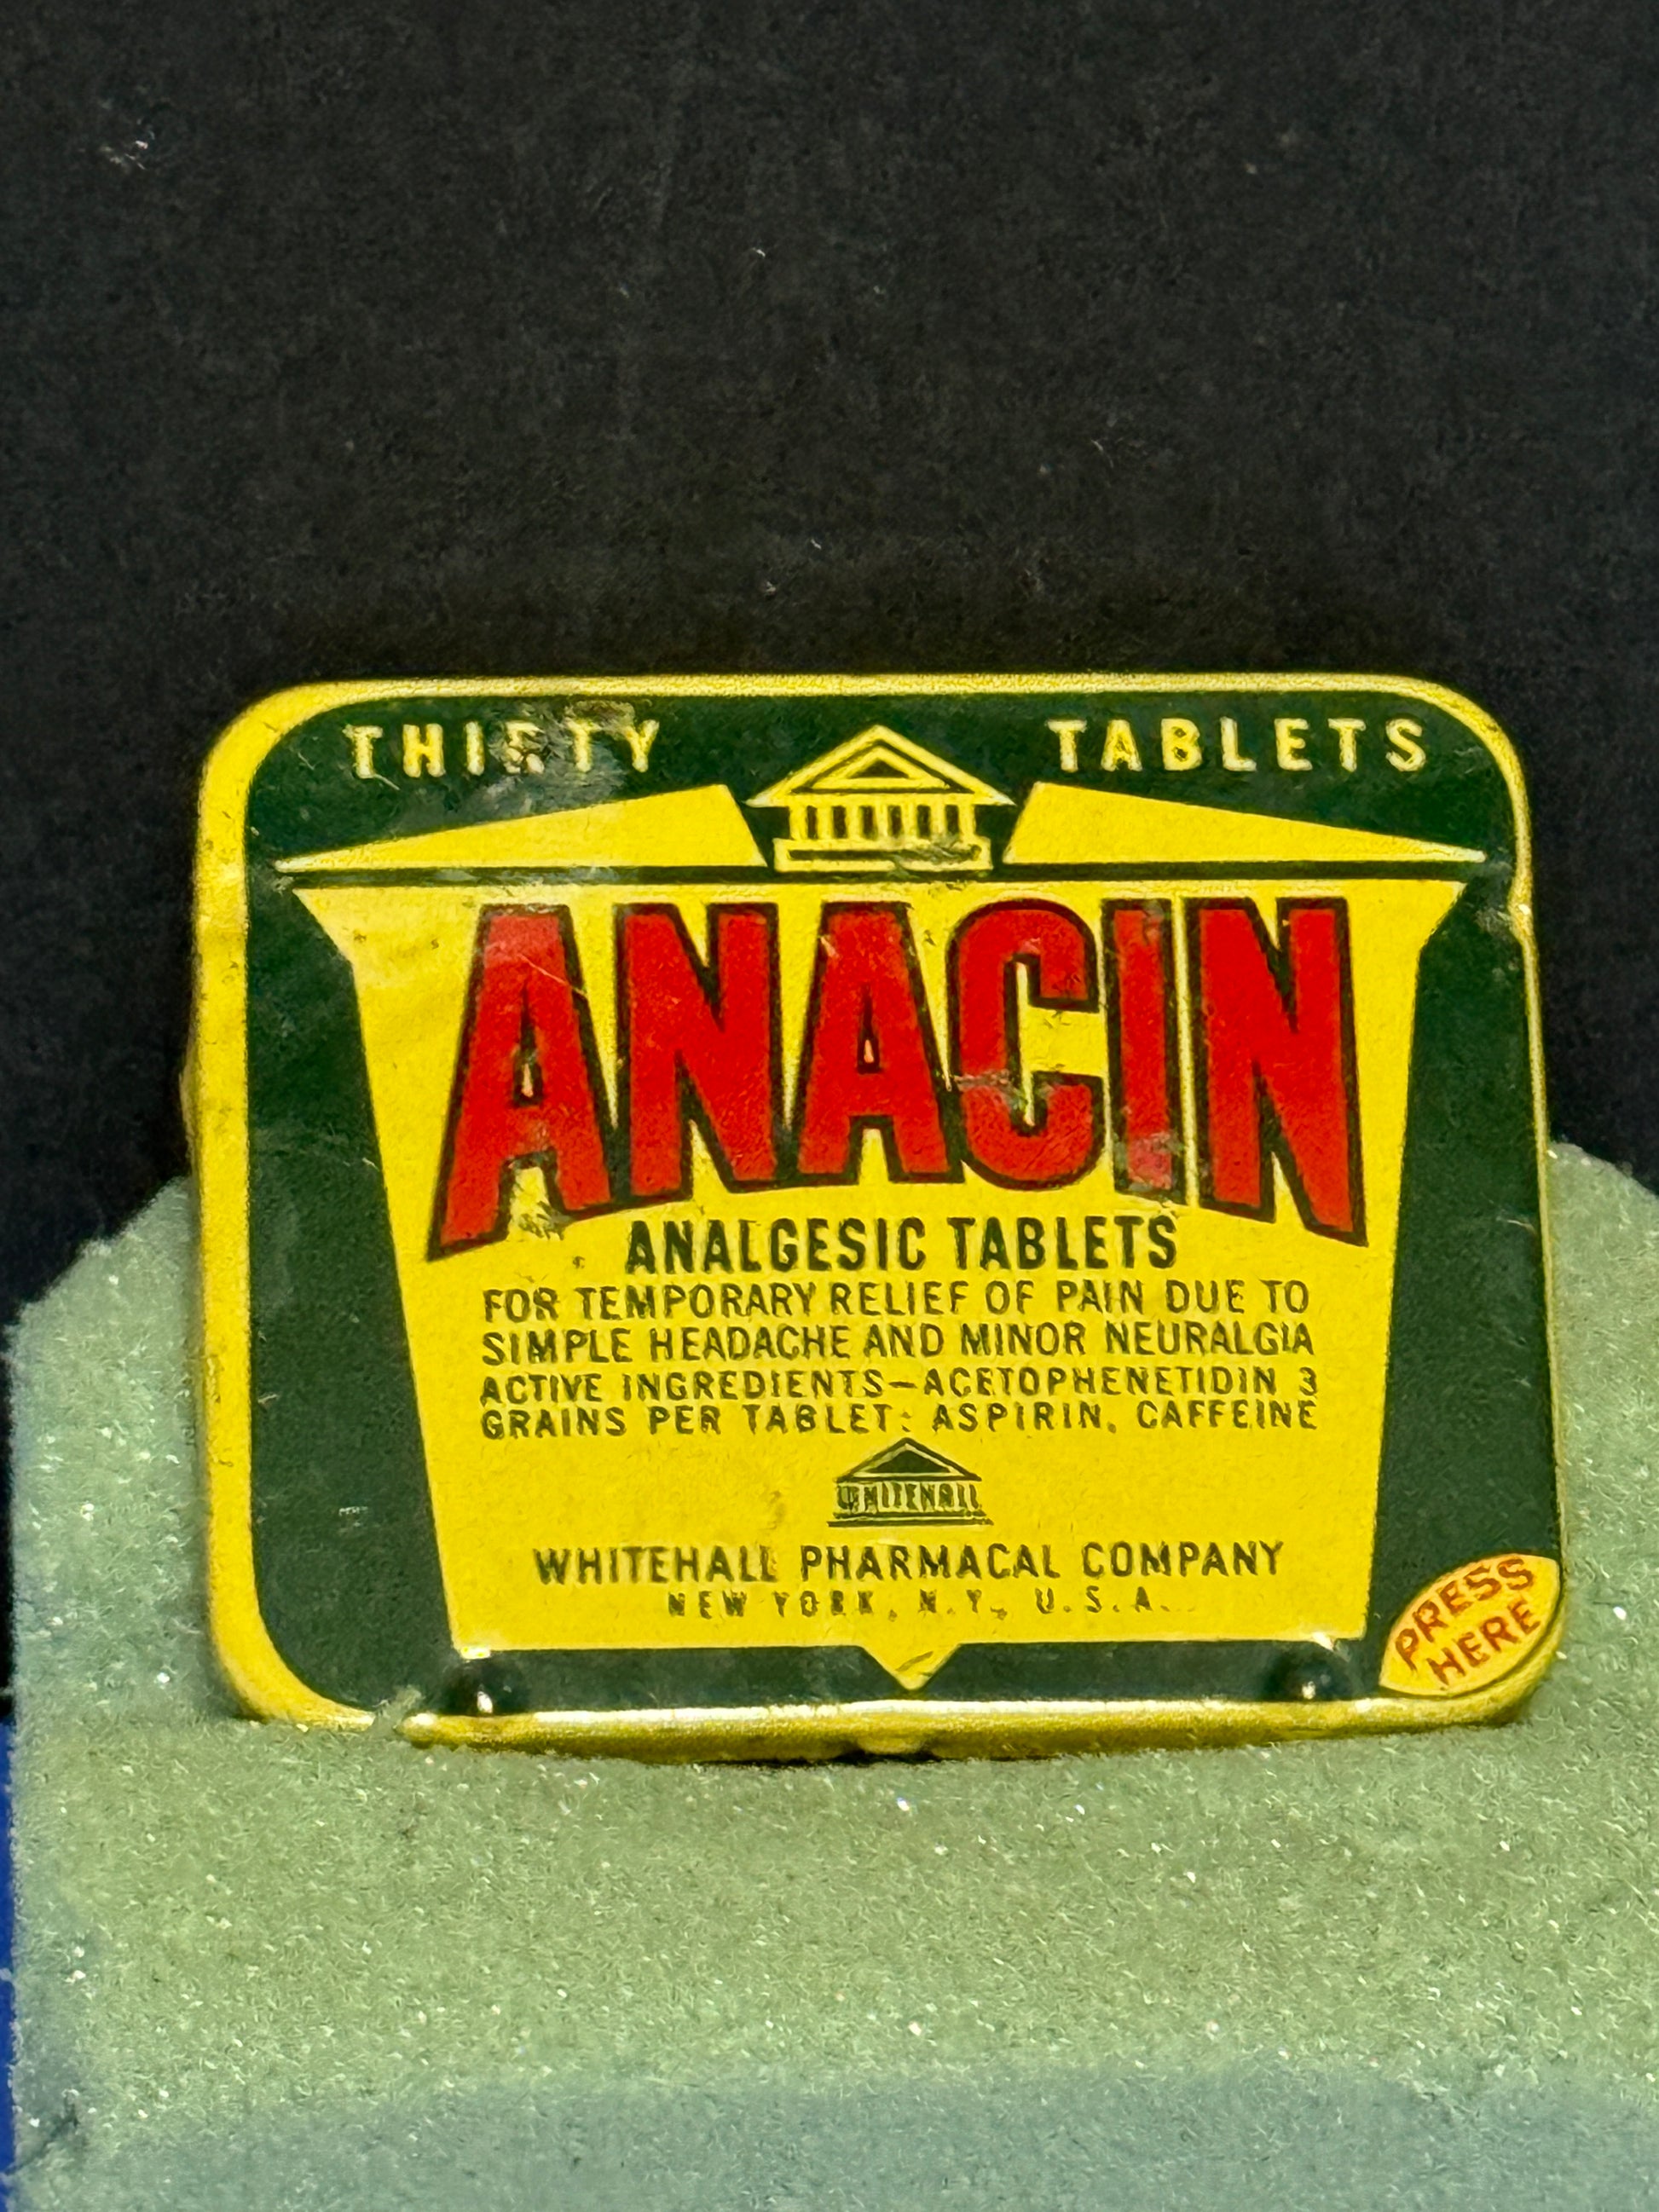 THIRTY TABLETS
ANACIN
ANALGESIC TABLETS
FOR TEMPORARY RELIEF OF PAIN DUE TO
SIMPLE HEADACHE AND MINOR NEURALGIA
ACTIVE INGREDIENTS—ACETOPHENETIDIN 3
GRAINS PER TABLET: ASPIRIN, CAFFEINE
WHITEHALL
WHITEHALL PHARMACAL COMPANY
NEW YORK, N.Y., U.S.A.
PRESS
HERE